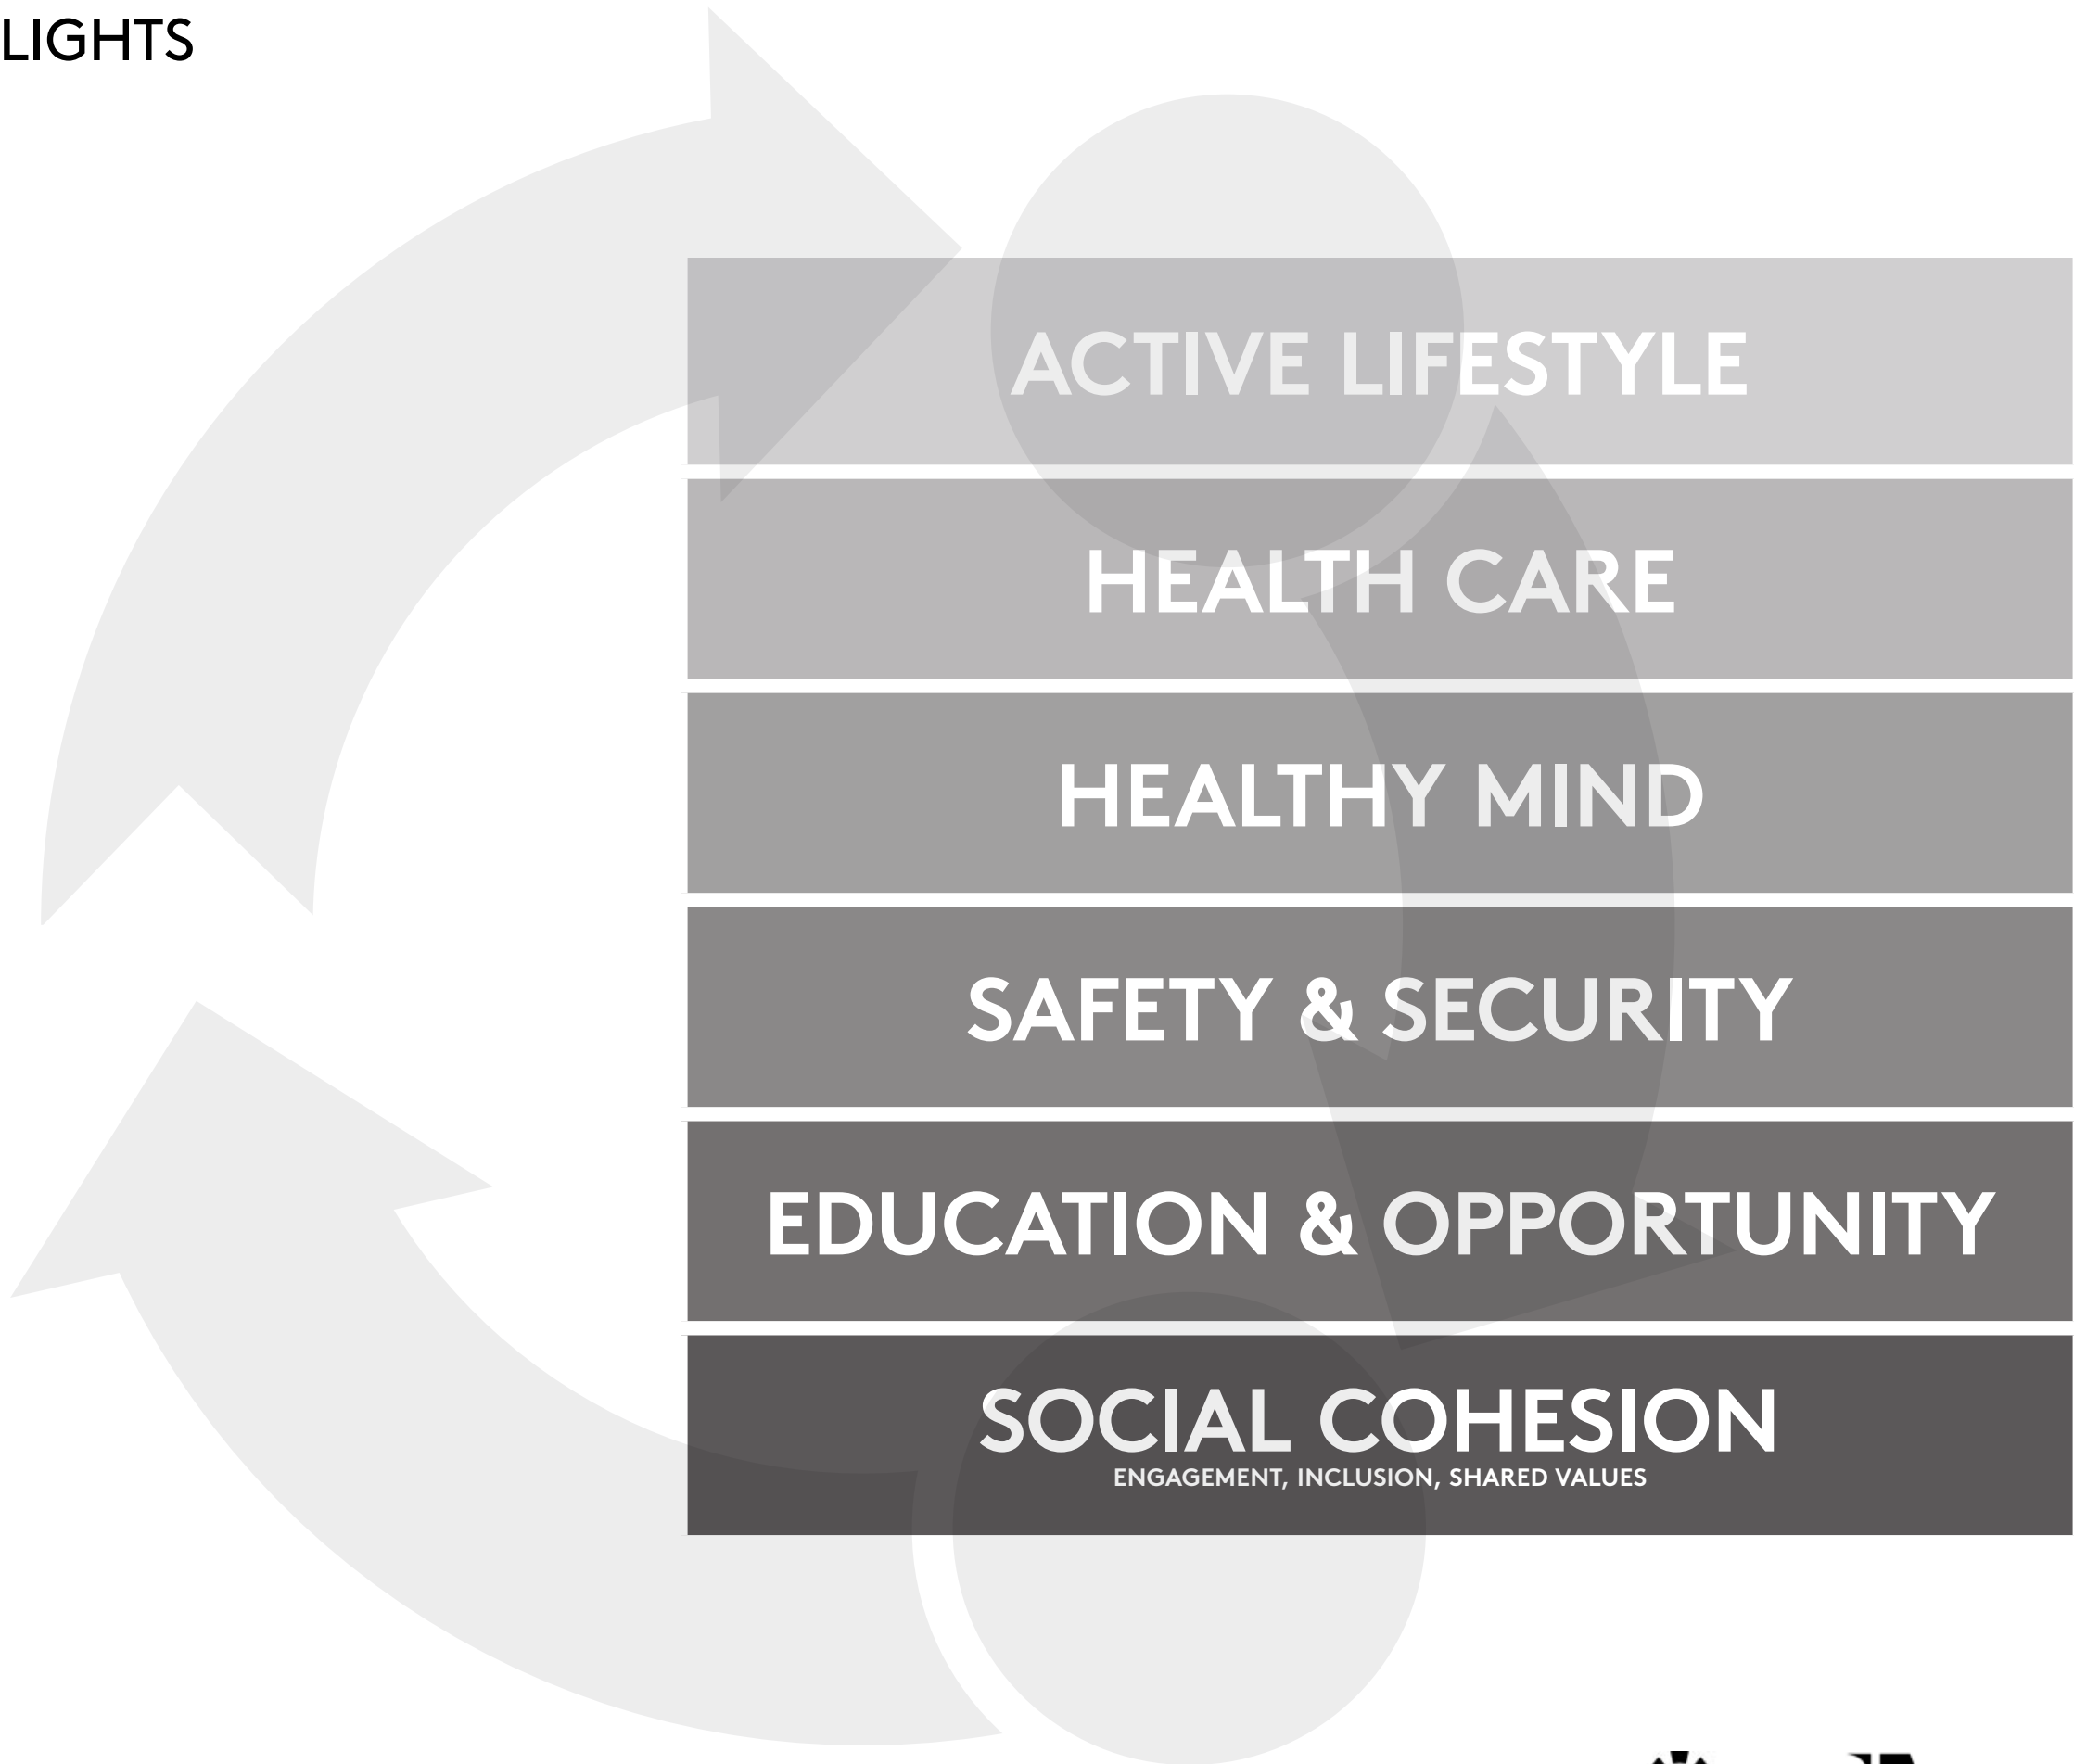 LIGHTS
ACTIVE LIFESTYLE
HEALTH CARE
HEALTHY MIND
SAFETY & SECURITY
EDUCATION & OPPORTUNITY
SOCIAL COHESION
ENGAGEMENT, INCLUSION, SHARED VALUES